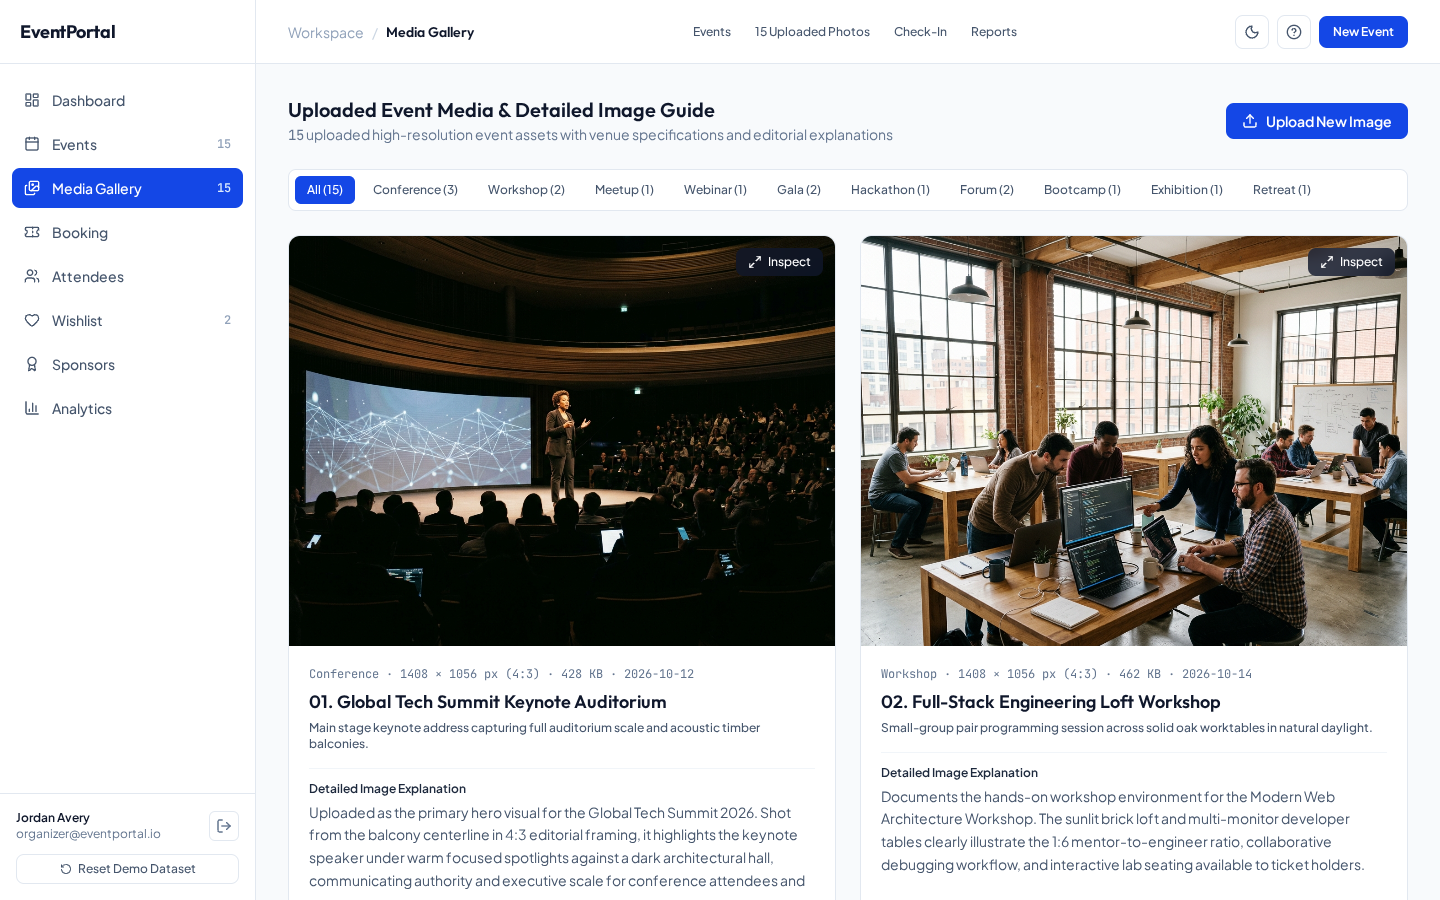 EventPortal
Workspace / Media Gallery
Events
15 Uploaded Photos
Check-In
Reports
New Event
Dashboard
Events 15
Media Gallery 15
Booking
Attendees
Wishlist 2
Sponsors
Analytics
Jordan Avery
organizer@eventportal.io
Reset Demo Dataset
Uploaded Event Media & Detailed Image Guide
15 uploaded high-resolution event assets with venue specifications and editorial explanations
Upload New Image
All (15)
Conference (3)
Workshop (2)
Meetup (1)
Webinar (1)
Gala (2)
Hackathon (1)
Forum (2)
Bootcamp (1)
Exhibition (1)
Retreat (1)
Inspect
Conference · 1408 × 1056 px (4:3) · 428 KB · 2026-10-12
01. Global Tech Summit Keynote Auditorium
Main stage keynote address capturing full auditorium scale and acoustic timber
balconies.
Detailed Image Explanation
Uploaded as the primary hero visual for the Global Tech Summit 2026. Shot
from the balcony centerline in 4:3 editorial framing, it highlights the keynote
speaker under warm focused spotlights against a dark architectural hall,
communicating authority and executive scale for conference attendees and
Inspect
Workshop · 1408 × 1056 px (4:3) · 462 KB · 2026-10-14
02. Full-Stack Engineering Loft Workshop
Small-group pair programming session across solid oak worktables in natural daylight.
Detailed Image Explanation
Documents the hands-on workshop environment for the Modern Web
Architecture Workshop. The sunlit brick loft and multi-monitor developer
tables clearly illustrate the 1:6 mentor-to-engineer ratio, collaborative
debugging workflow, and interactive lab seating available to ticket holders.